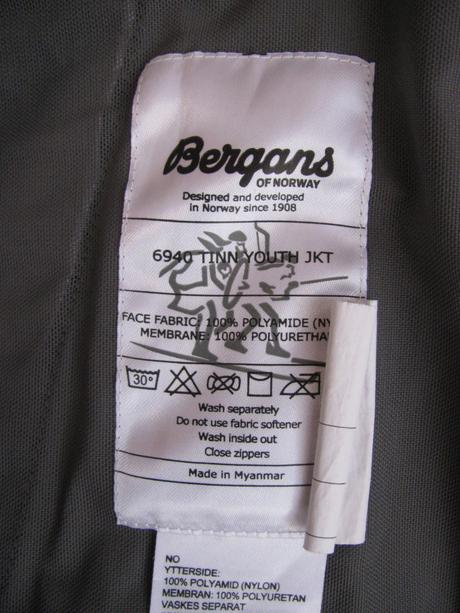 Bergans
OF NORWAY
Designed and developed
in Norway since 1908
6940 TINN YOUTH JKT
FACE FABRIC: 100% POLYAMIDE (NY
MEMBRANE: 100% POLYURETHA
30°
Wash separately
Do not use fabric softener
Wash inside out
Close zippers
Made in Myanmar
NO
YTTERSIDE:
100% POLYAMID (NYLON)
MEMBRAN: 100% POLYURETAN
VASKES SEPARAT